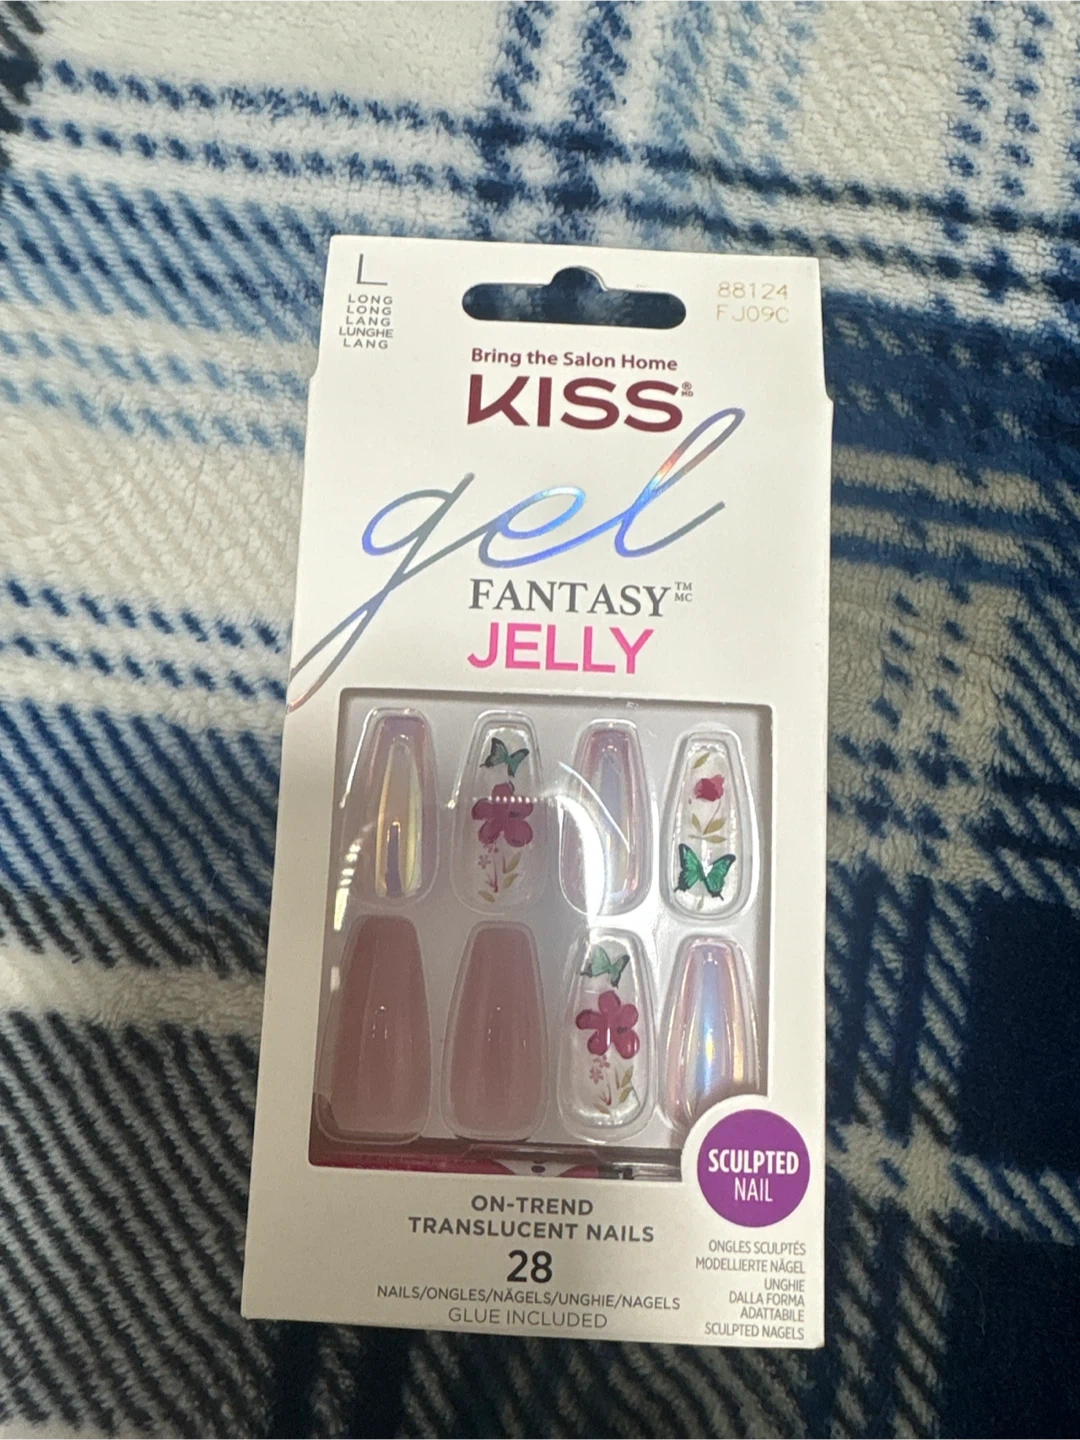 L
LONG
LONG
LANG
LUNGHE
LANG
88124
FJ09C
Bring the Salon Home
KISS®MD
gel
FANTASY™MC
JELLY
SCULPTED
NAIL
ON-TREND
TRANSLUCENT NAILS
28
NAILS/ONGLES/NÄGELS/UNGHIE/NAGELS
GLUE INCLUDED
ONGLES SCULPTÉS
MODELLIERTE NÄGEL
UNGHIE
DALLA FORMA
ADATTABILE
SCULPTED NAGELS